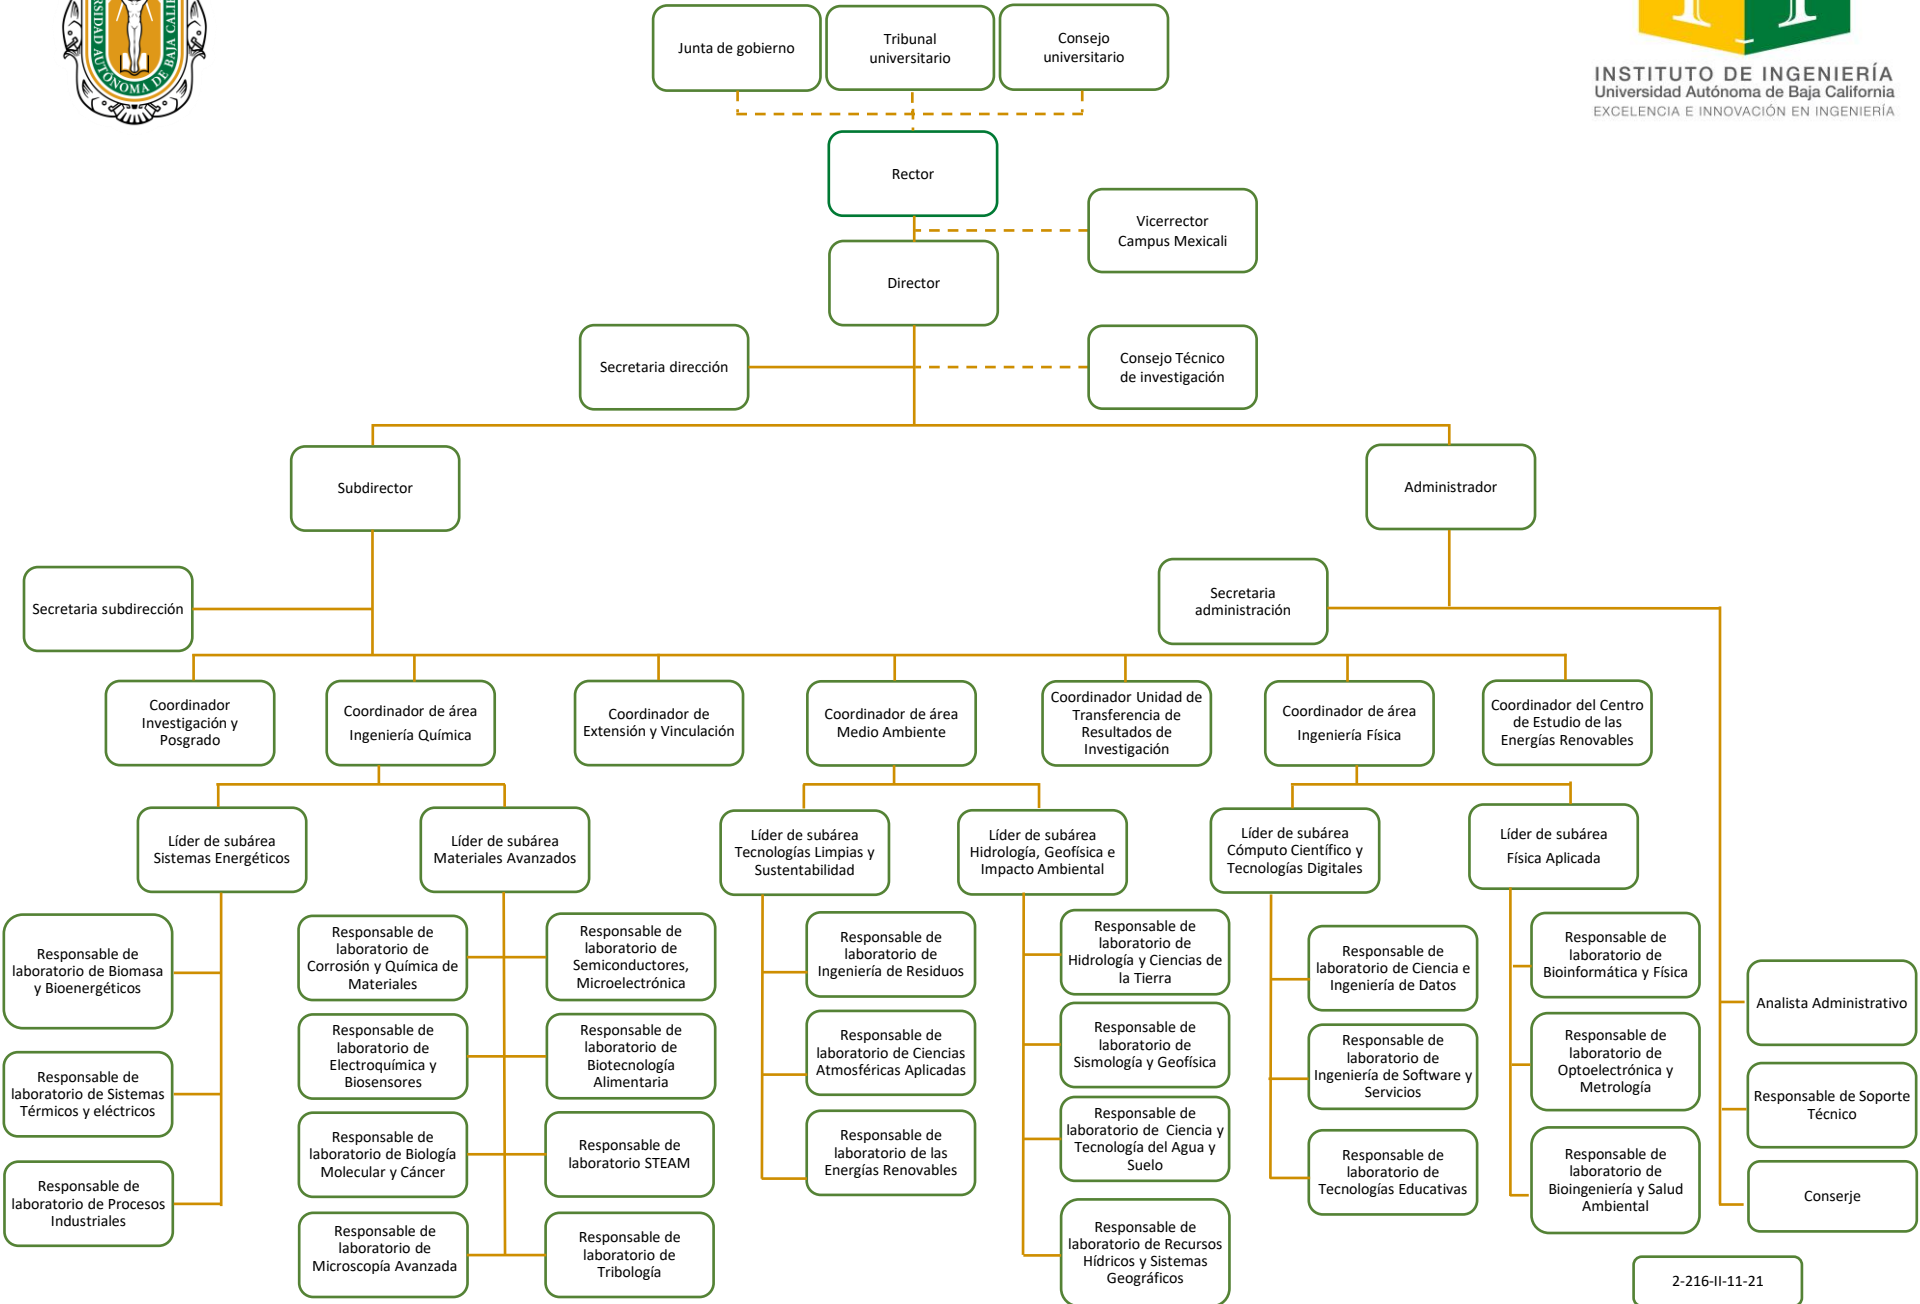 UNIVERSIDAD AUTÓNOMA DE BAJA
Junta de gobierno
Tribunal
universitario
Consejo
universitario
INSTITUTO DE INGENIERÍA
Universidad Autónoma de Baja California
EXCELENCIA E INNOVACIÓN EN INGENIERÍA
Rector
Vicerrector
Campus Mexicali
Director
Secretaria dirección
Consejo Técnico
de investigación
Subdirector
Administrador
Secretaria subdirección
Secretaria
administración
Coordinador
Investigación y
Posgrado
Coordinador de área
Ingeniería Química
Coordinador de
Extensión y Vinculación
Coordinador de área
Medio Ambiente
Coordinador Unidad de
Transferencia de
Resultados de
Investigación
Coordinador de área
Ingeniería Física
Coordinador del Centro
de Estudio de las
Energías Renovables
Líder de subárea
Sistemas Energéticos
Líder de subárea
Materiales Avanzados
Líder de subárea
Tecnologías Limpias y
Sustentabilidad
Líder de subárea
Hidrología, Geofísica e
Impacto Ambiental
Líder de subárea
Cómputo Científico y
Tecnologías Digitales
Líder de subárea
Física Aplicada
Responsable de
laboratorio de Biomasa
y Bioenergéticos
Responsable de
laboratorio de Sistemas
Térmicos y eléctricos
Responsable de
laboratorio de Procesos
Industriales
Responsable de
laboratorio de
Corrosión y Química de
Materiales
Responsable de
laboratorio de
Semiconductores,
Microelectrónica
Responsable de
laboratorio de
Electroquímica y
Biosensores
Responsable de
laboratorio de
Biotecnología
Alimentaria
Responsable de
laboratorio de Biología
Molecular y Cáncer
Responsable de
laboratorio STEAM
Responsable de
laboratorio de
Microscopía Avanzada
Responsable de
laboratorio de
Tribología
Responsable de
laboratorio de
Ingeniería de Residuos
Responsable de
laboratorio de Ciencias
Atmosféricas Aplicadas
Responsable de
laboratorio de las
Energías Renovables
Responsable de
laboratorio de
Hidrología y Ciencias de
la Tierra
Responsable de
laboratorio de
Sismología y Geofísica
Responsable de
laboratorio de Ciencia y
Tecnología del Agua y
Suelo
Responsable de
laboratorio de Recursos
Hídricos y Sistemas
Geográficos
Responsable de
laboratorio de Ciencia e
Ingeniería de Datos
Responsable de
laboratorio de
Ingeniería de Software y
Servicios
Responsable de
laboratorio de
Tecnologías Educativas
Responsable de
laboratorio de
Bioinformática y Física
Responsable de
laboratorio de
Optoelectrónica y
Metrología
Responsable de
laboratorio de
Bioingeniería y Salud
Ambiental
Analista Administrativo
Responsable de Soporte
Técnico
Conserje
2-216-II-11-21